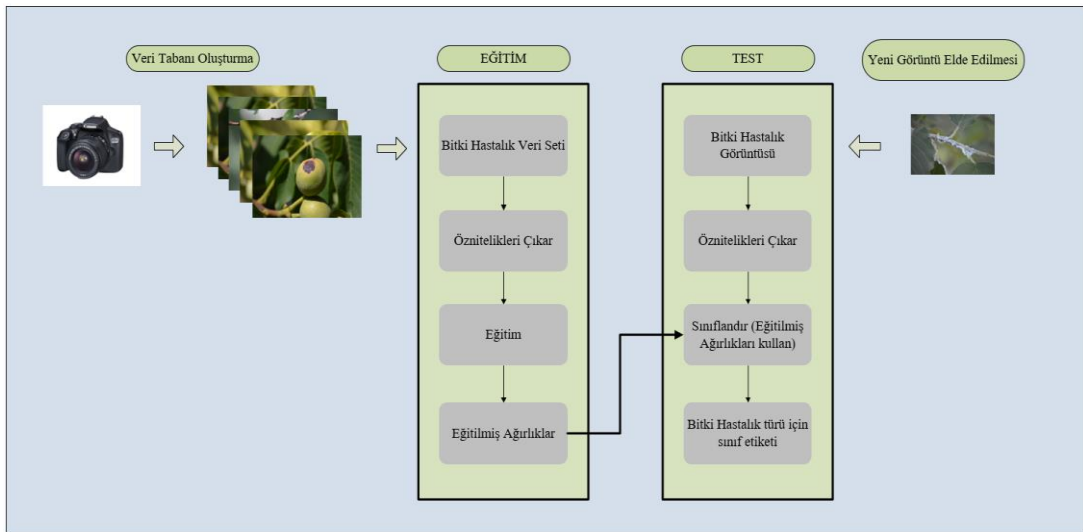 Veri Tabanı Oluşturma
EĞİTİM
TEST
Yeni Görüntü Elde Edilmesi
Bitki Hastalık Veri Seti
Öznitelikleri Çıkar
Eğitim
Eğitilmiş Ağırlıklar
Bitki Hastalık
Görüntüsü
Öznitelikleri Çıkar
Sınıflandır (Eğitilmiş
Ağırlıkları kullan)
Bitki Hastalık türü için
sınıf etiketi